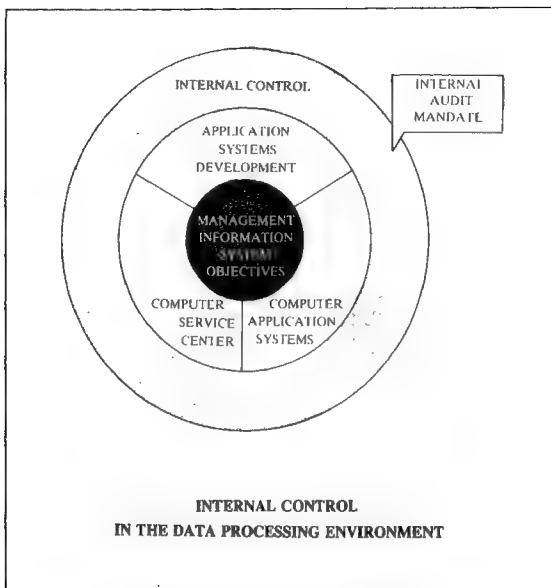 INTERNAL CONTROL
INTERNAL
AUDIT
MANDATE
APPLICATION
SYSTEMS
DEVELOPMENT
MANAGEMENT
INFORMATION
SYSTEM
OBJECTIVES
COMPUTER
SERVICE
CENTER
COMPUTER
APPLICATION
SYSTEMS
INTERNAL CONTROL
IN THE DATA PROCESSING ENVIRONMENT